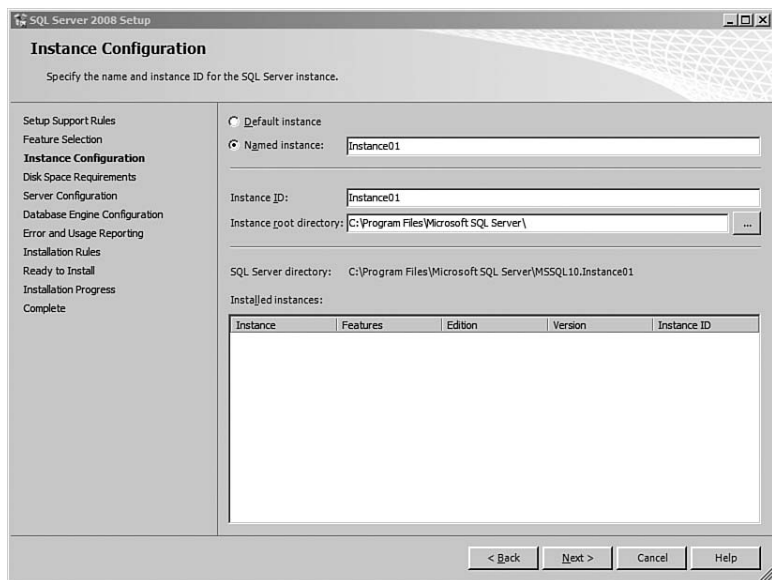 SQL Server 2008 Setup
Instance Configuration
Specify the name and instance ID for the SQL Server instance.
Setup Support Rules
Feature Selection
Instance Configuration
Disk Space Requirements
Server Configuration
Database Engine Configuration
Error and Usage Reporting
Installation Rules
Ready to Install
Installation Progress
Complete
Default instance
Named instance: Instance01
Instance ID: Instance01
Instance root directory: C:\Program Files\Microsoft SQL Server\ ...
SQL Server directory: C:\Program Files\Microsoft SQL Server\MSSQL10.Instance01
Installed instances:
Instance Features Edition Version Instance ID
< Back Next > Cancel Help